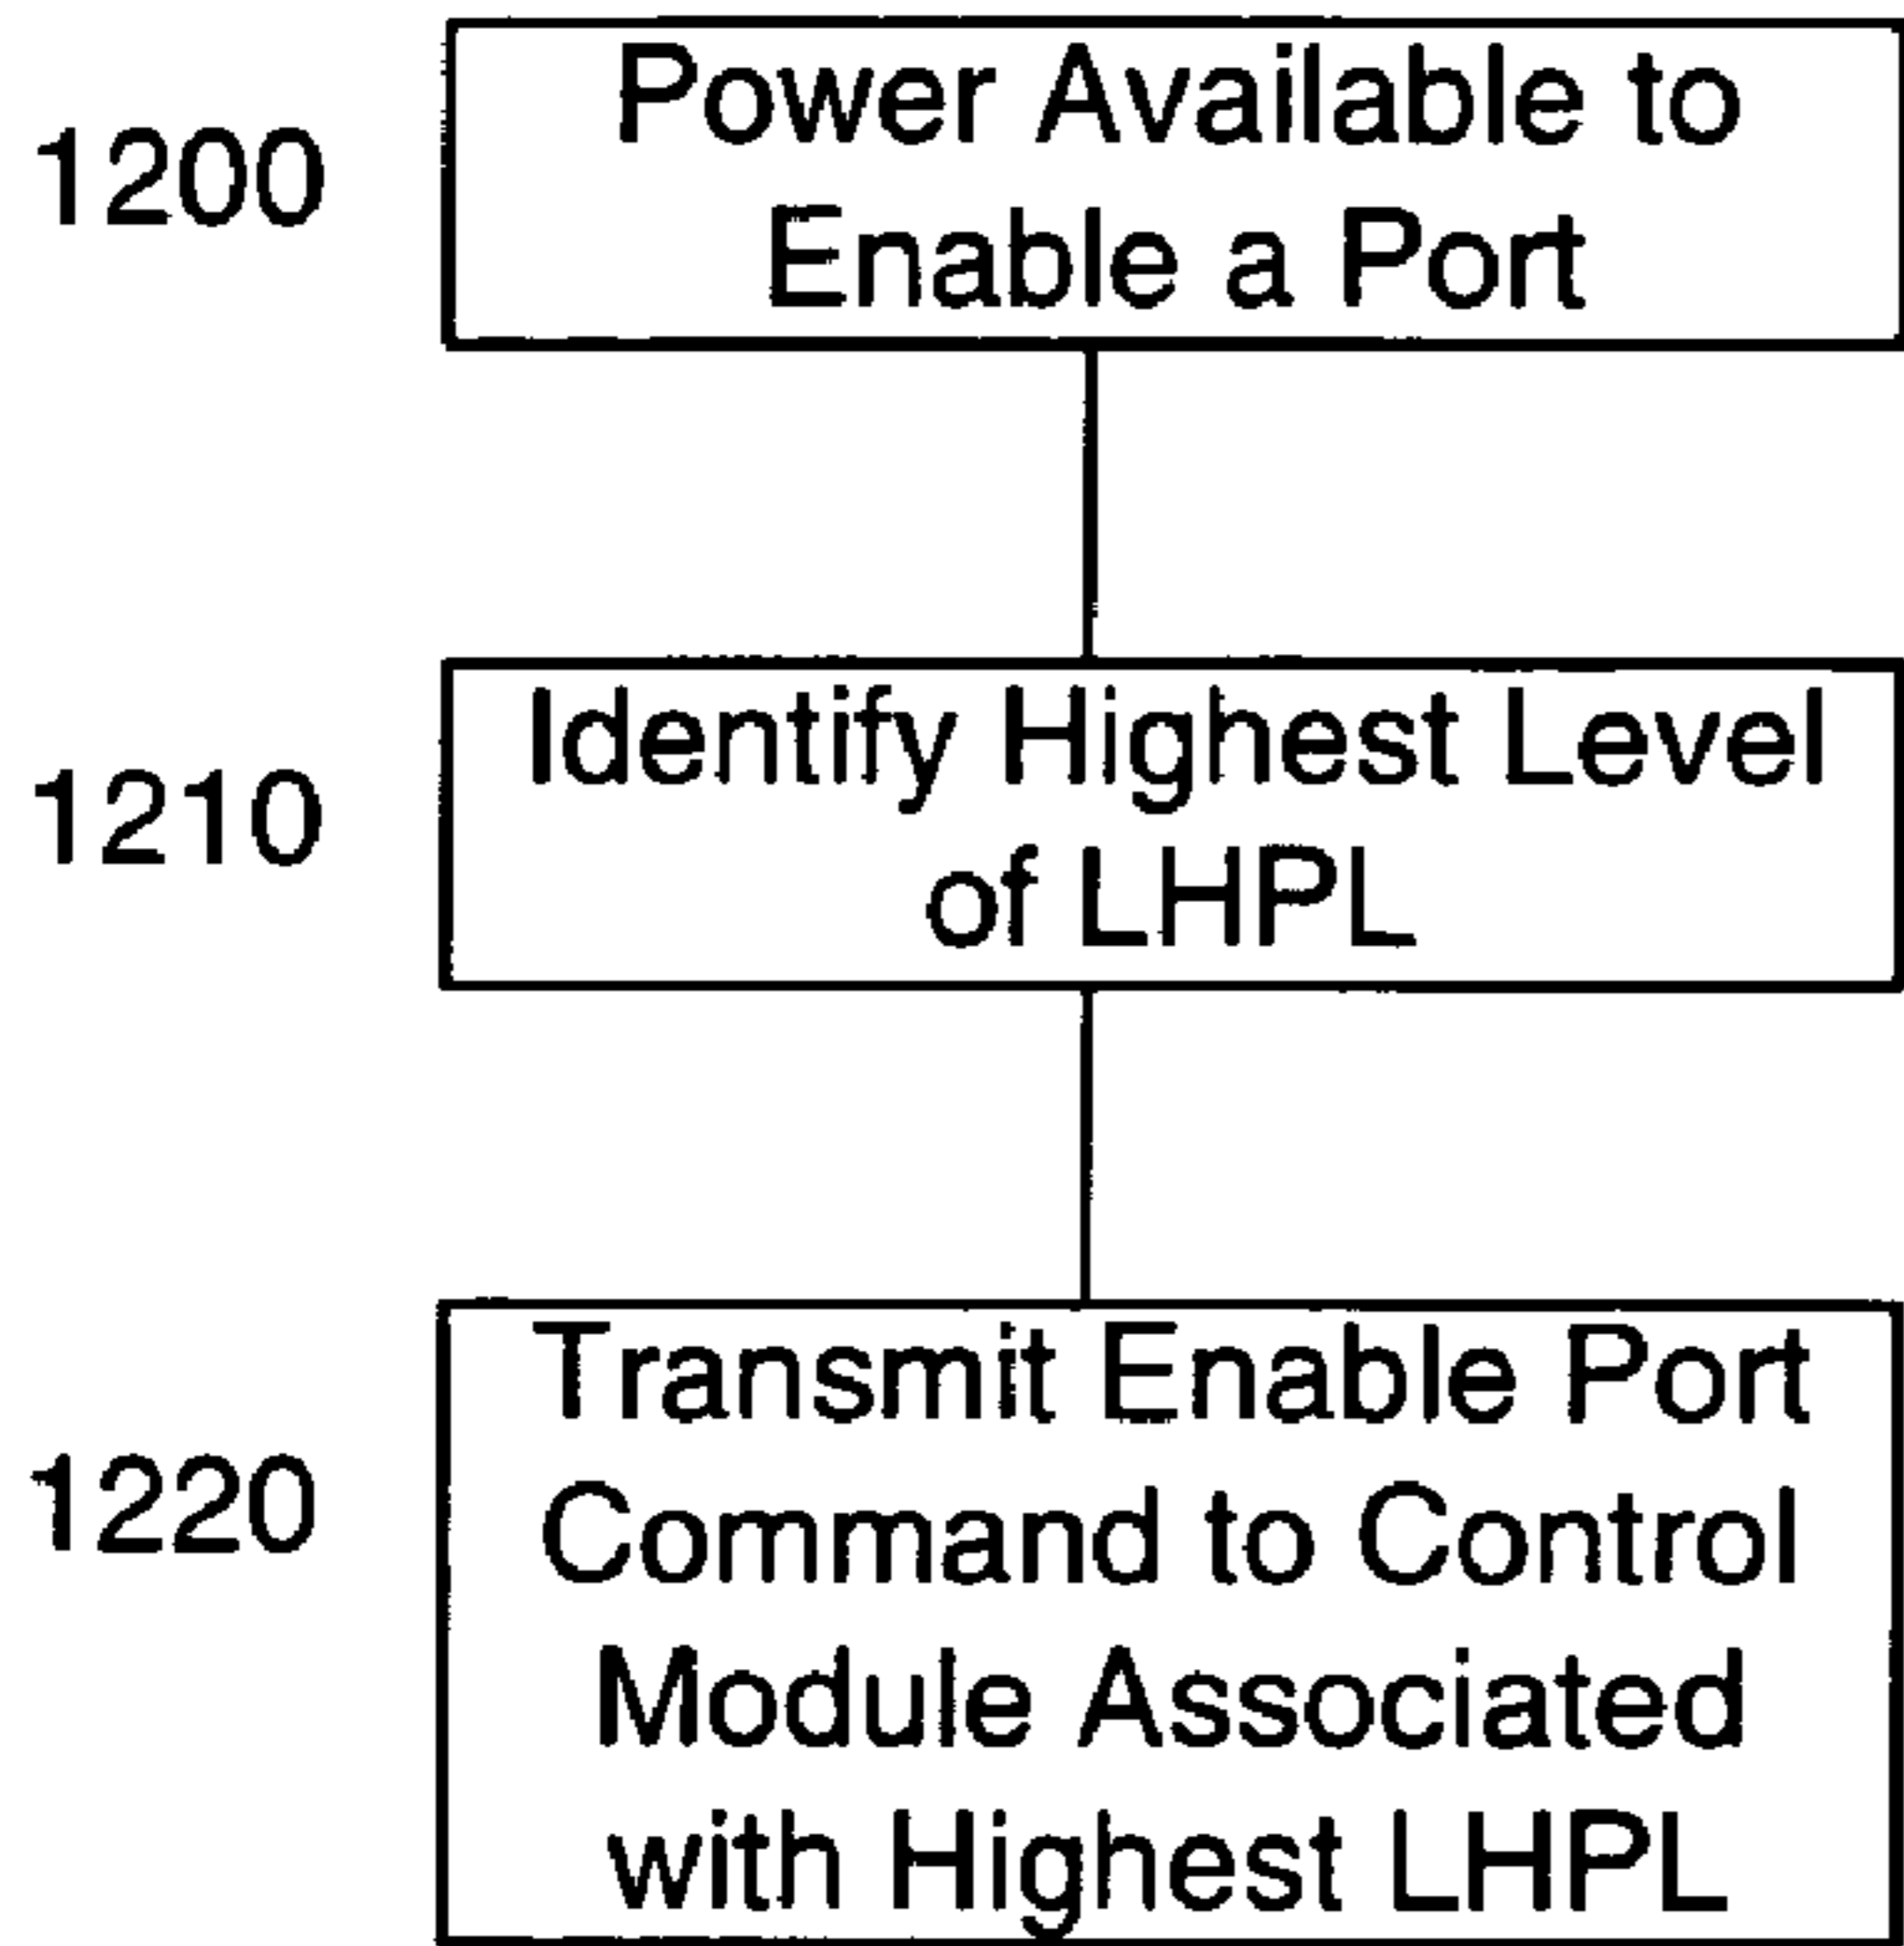 1200
Power Available to
Enable a Port
1210
Identify Highest Level
of LHPL
1220
Transmit Enable Port
Command to Control
Module Associated
with Highest LHPL